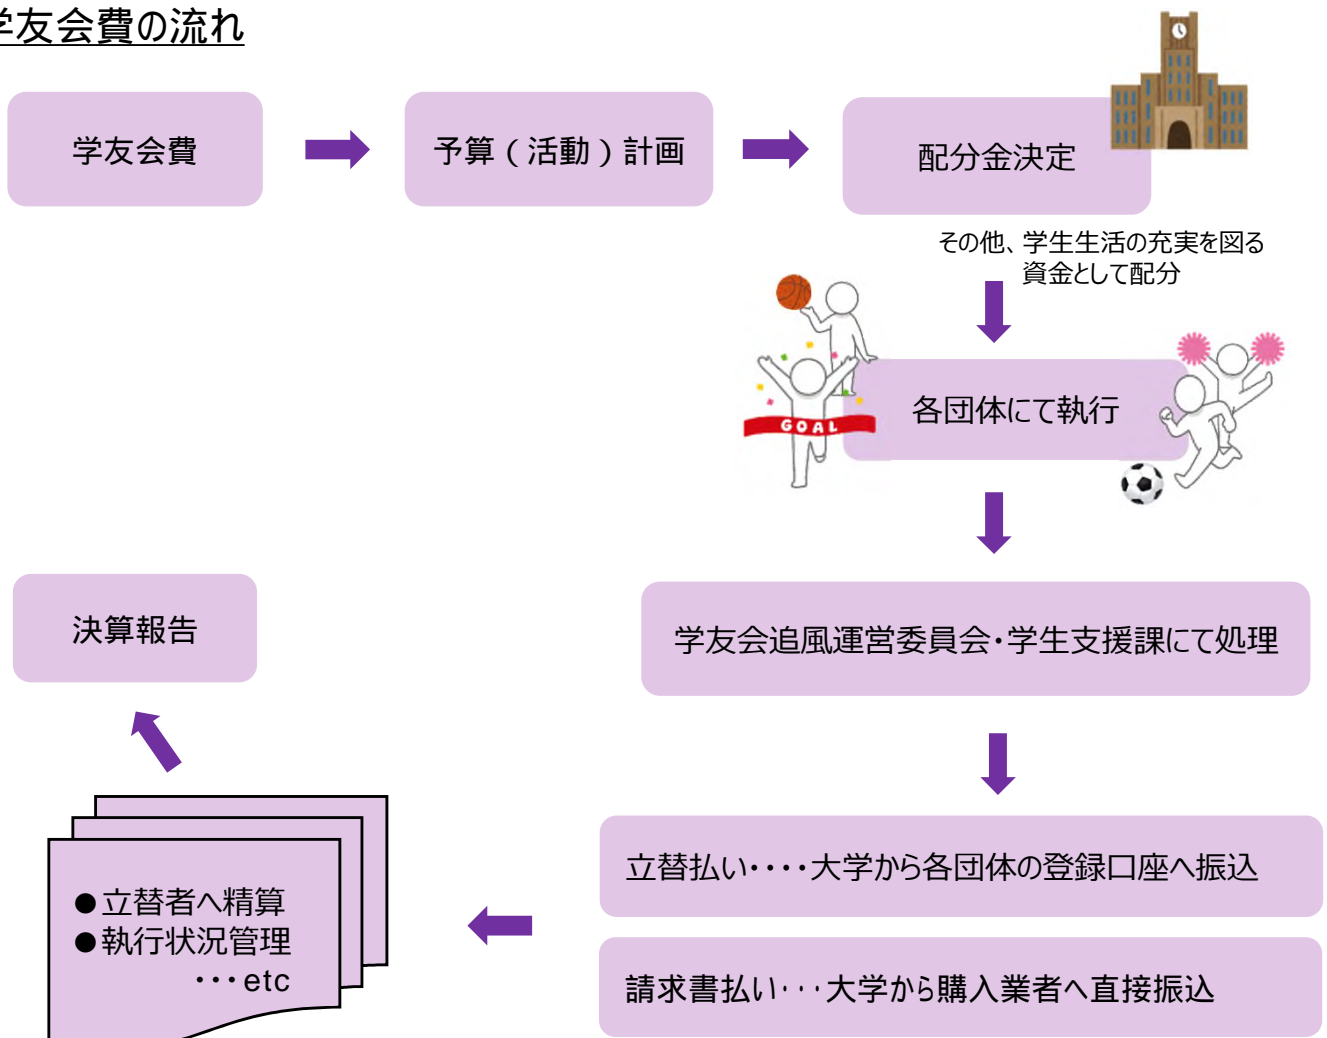 学友会費の流れ
学友会費
予算（活動）計画
配分金決定
その他、学生生活の充実を図る
資金として配分
GOAL
各団体にて執行
学友会追風運営委員会・学生支援課にて処理
決算報告
立替払い・・・・大学から各団体の登録口座へ振込
請求書払い・・・大学から購入業者へ直接振込
●立替者へ精算
●執行状況管理
・・・etc